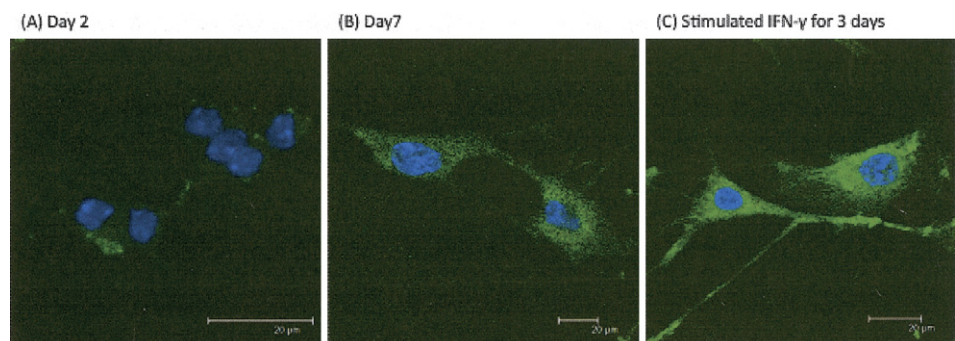 (A) Day 2
(B) Day7
(C) Stimulated IFN-γ for 3 days
20 μm
20 μm
20 μm